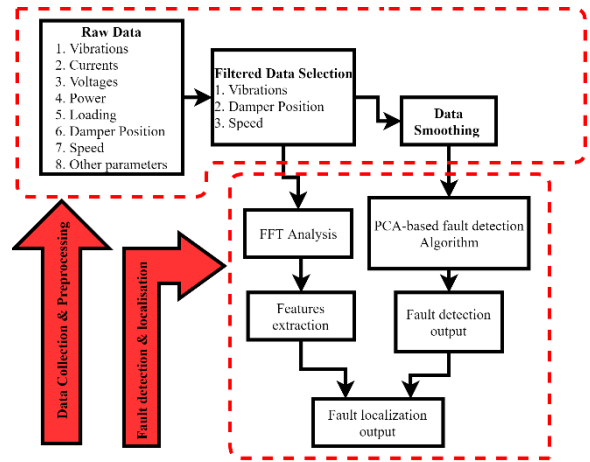 Raw Data
1. Vibrations
2. Currents
3. Voltages
4. Power
5. Loading
6. Damper Position
7. Speed
8. Other parameters
Filtered Data Selection
1. Vibrations
2. Damper Position
3. Speed
Data
Smoothing
FFT Analysis
PCA-based fault detection
Algorithm
Features
extraction
Fault detection
output
Fault localization
output
Data Collection & Preprocessing
Fault detection & localisation